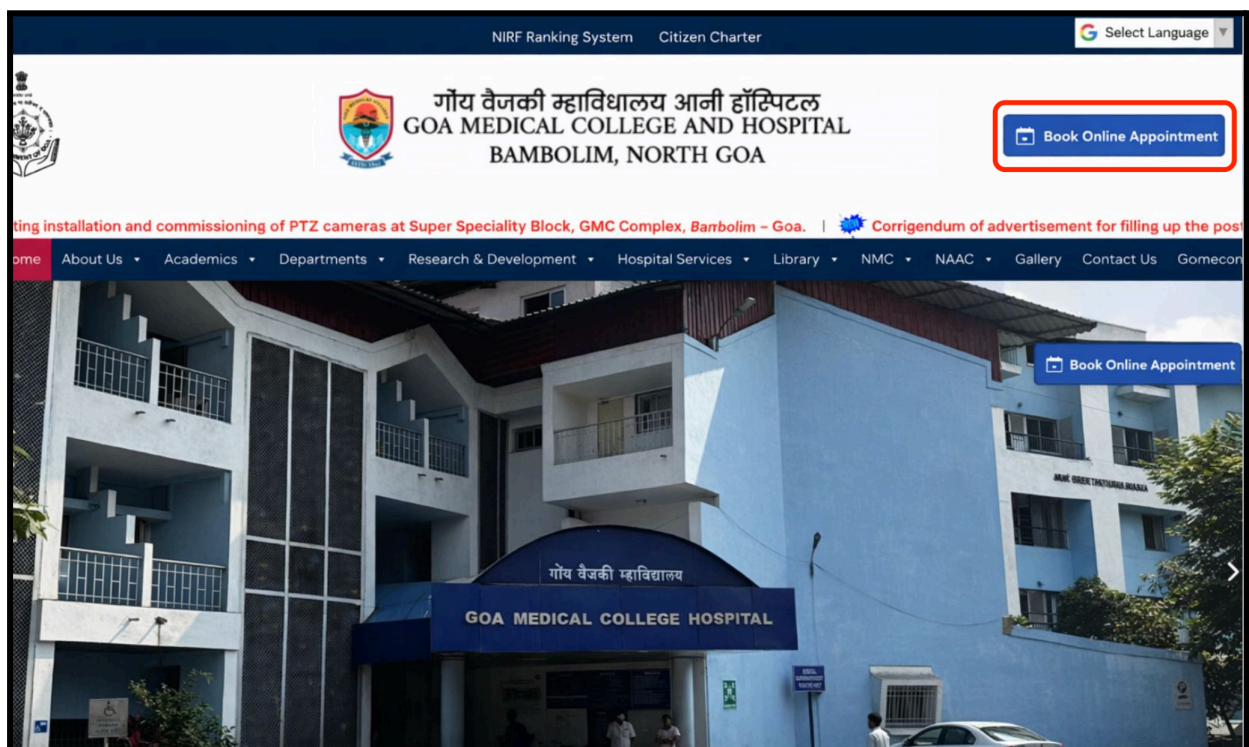 NIRF Ranking System Citizen Charter
Select Language
गोंय वैजकी म्हाविधालय आनी हॉस्पिटल
GOA MEDICAL COLLEGE AND HOSPITAL
BAMBOLIM, NORTH GOA
Book Online Appointment
ting installation and commissioning of PTZ cameras at Super Speciality Block, GMC Complex, Bambolim – Goa. | Corrigendum of advertisement for filling up the post
ome About Us Academics Departments Research & Development Hospital Services Library NMC NAAC Gallery Contact Us Gomecon
Book Online Appointment
गोंय वैजकी म्हाविद्यालय
GOA MEDICAL COLLEGE HOSPITAL